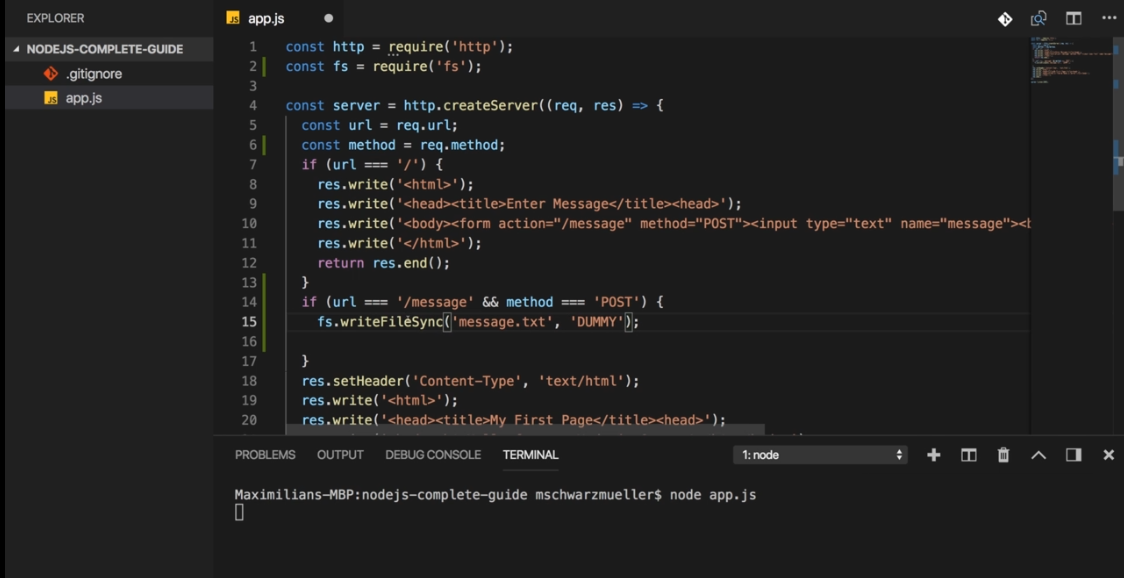 EXPLORER
NODEJS-COMPLETE-GUIDE
.gitignore
JS app.js
JS app.js
1 const http = require('http');
2 const fs = require('fs');
3
4 const server = http.createServer((req, res) => {
5 const url = req.url;
6 const method = req.method;
7 if (url === '/') {
8 res.write('<html>');
9 res.write('<head><title>Enter Message</title><head>');
10 res.write('<body><form action="/message" method="POST"><input type="text" name="message"><b
11 res.write('</html>');
12 return res.end();
13 }
14 if (url === '/message' && method === 'POST') {
15 fs.writeFileSync('message.txt', 'DUMMY');
16
17 }
18 res.setHeader('Content-Type', 'text/html');
19 res.write('<html>');
20 res.write('<head><title>My First Page</title><head>');
PROBLEMS OUTPUT DEBUG CONSOLE TERMINAL 1: node
Maximilians-MBP:nodejs-complete-guide mschwarzmueller$ node app.js